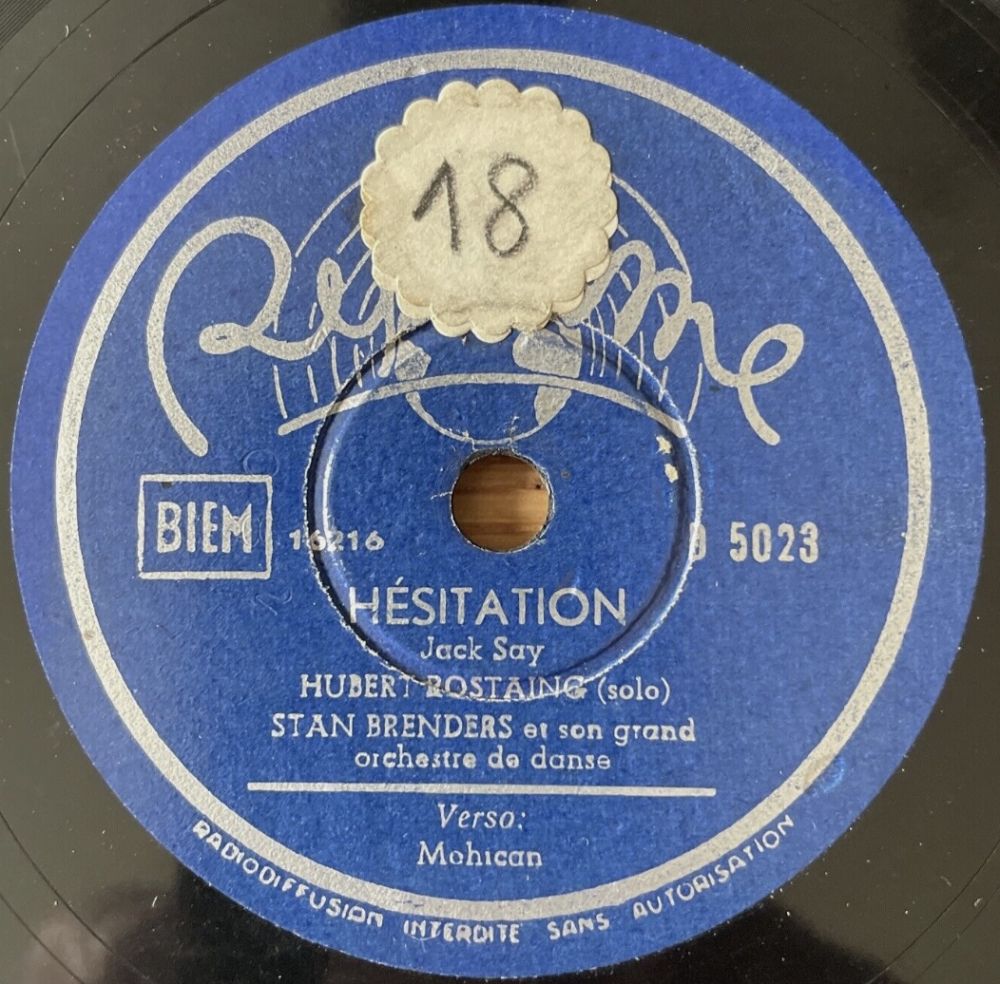 18
BIEM
16216
5023
HÉSITATION
Jack Say
HUBERT ROSTAING (solo)
STAN BRENDERS et son grand
orchestre de danse
Verso:
Mohican
RADIODIFFUSION INTERDITE SANS AUTORISATION